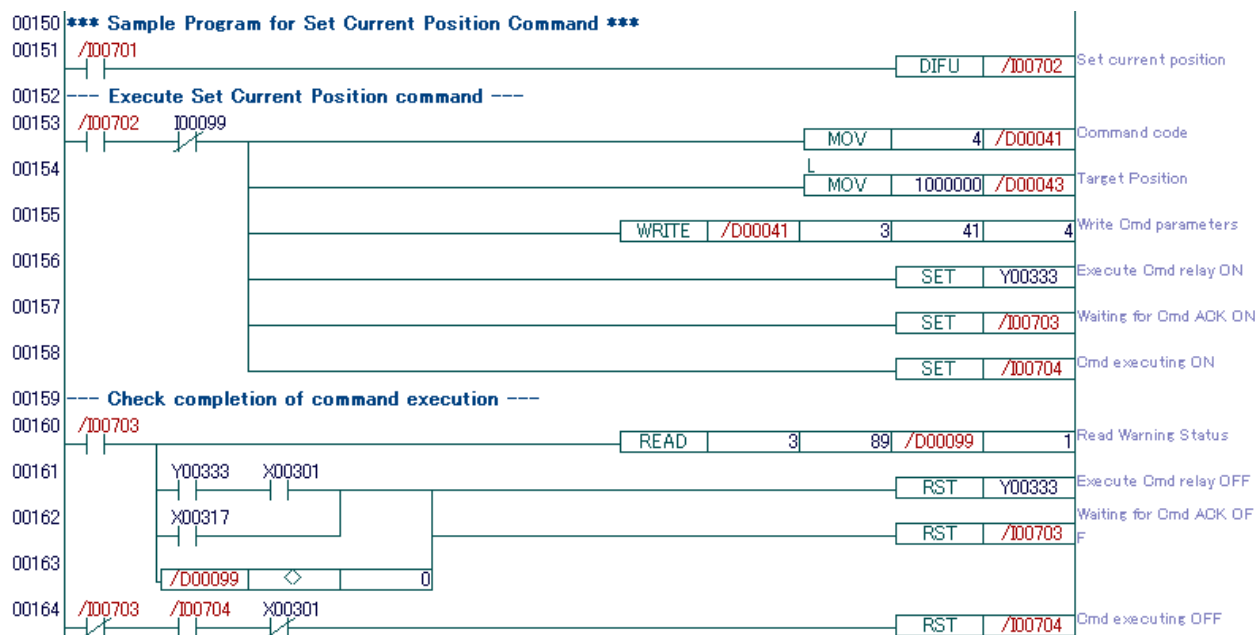 00150 *** Sample Program for Set Current Position Command ***
00151 /I00701 DIFU /I00702 Set current position
00152 --- Execute Set Current Position command ---
00153 /I00702 I00099 MOV 4 /D00041 Command code
00154 L MOV 1000000 /D00043 Target Position
00155 WRITE /D00041 3 41 4 Write Cmd parameters
00156 SET Y00333 Execute Cmd relay ON
00157 SET /I00703 Waiting for Cmd ACK ON
00158 SET /I00704 Cmd executing ON
00159 --- Check completion of command execution ---
00160 /I00703 READ 3 89 /D00099 1 Read Warning Status
00161 Y00333 X00301 RST Y00333 Execute Cmd relay OFF
00162 X00317 RST /I00703 Waiting for Cmd ACK OF
F
00163 /D00099 <> 0
00164 /I00703 /I00704 X00301 RST /I00704 Cmd executing OFF